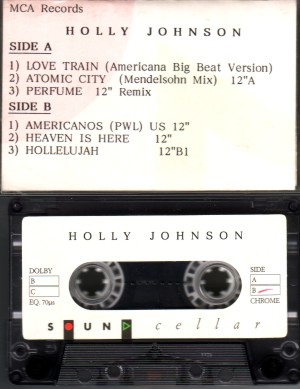 MCA Records
HOLLY JOHNSON
SIDE A
1) LOVE TRAIN (Americana Big Beat Version)
2) ATOMIC CITY (Mendelsohn Mix) 12"A
3) PERFUME 12" Remix
SIDE B
1) AMERICANOS (PWL) US 12"
2) HEAVEN IS HERE 12"
3) HOLLELUJAH 12"B1
HOLLY JOHNSON
DOLBY
B
C
EQ. 70µs
SIDE
A
B
CHROME
SOUND cellar